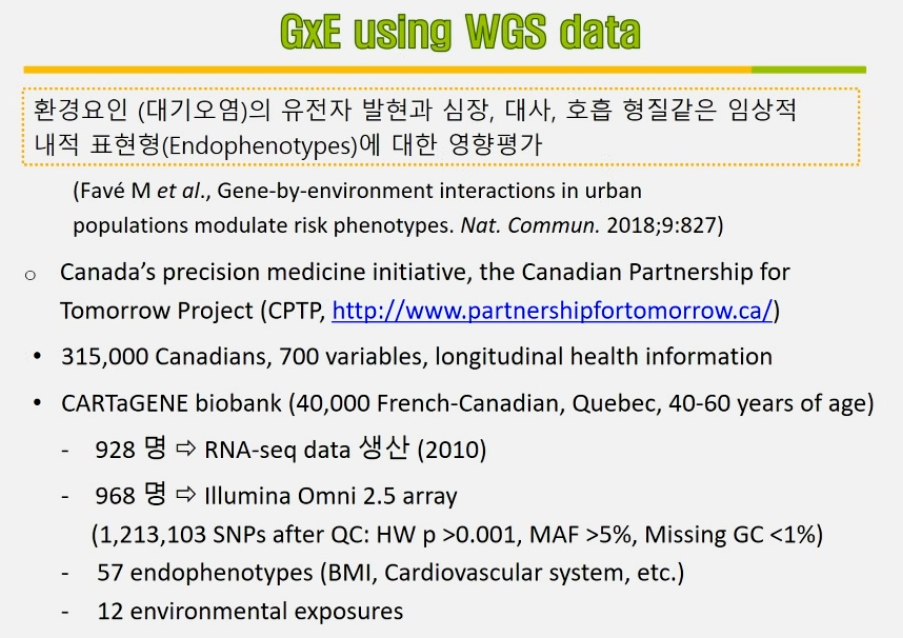 GxE using WGS data
환경요인 (대기오염)의 유전자 발현과 심장, 대사, 호흡 형질같은 임상적
내적 표현형(Endophenotypes)에 대한 영향평가
(Favé M et al., Gene-by-environment interactions in urban
populations modulate risk phenotypes. Nat. Commun. 2018;9:827)
○ Canada’s precision medicine initiative, the Canadian Partnership for
Tomorrow Project (CPTP, http://www.partnershipfortomorrow.ca/)
• 315,000 Canadians, 700 variables, longitudinal health information
• CARTaGENE biobank (40,000 French-Canadian, Quebec, 40-60 years of age)
- 928 명 ⇨ RNA-seq data 생산 (2010)
- 968 명 ⇨ Illumina Omni 2.5 array
(1,213,103 SNPs after QC: HW p >0.001, MAF >5%, Missing GC <1%)
- 57 endophenotypes (BMI, Cardiovascular system, etc.)
- 12 environmental exposures